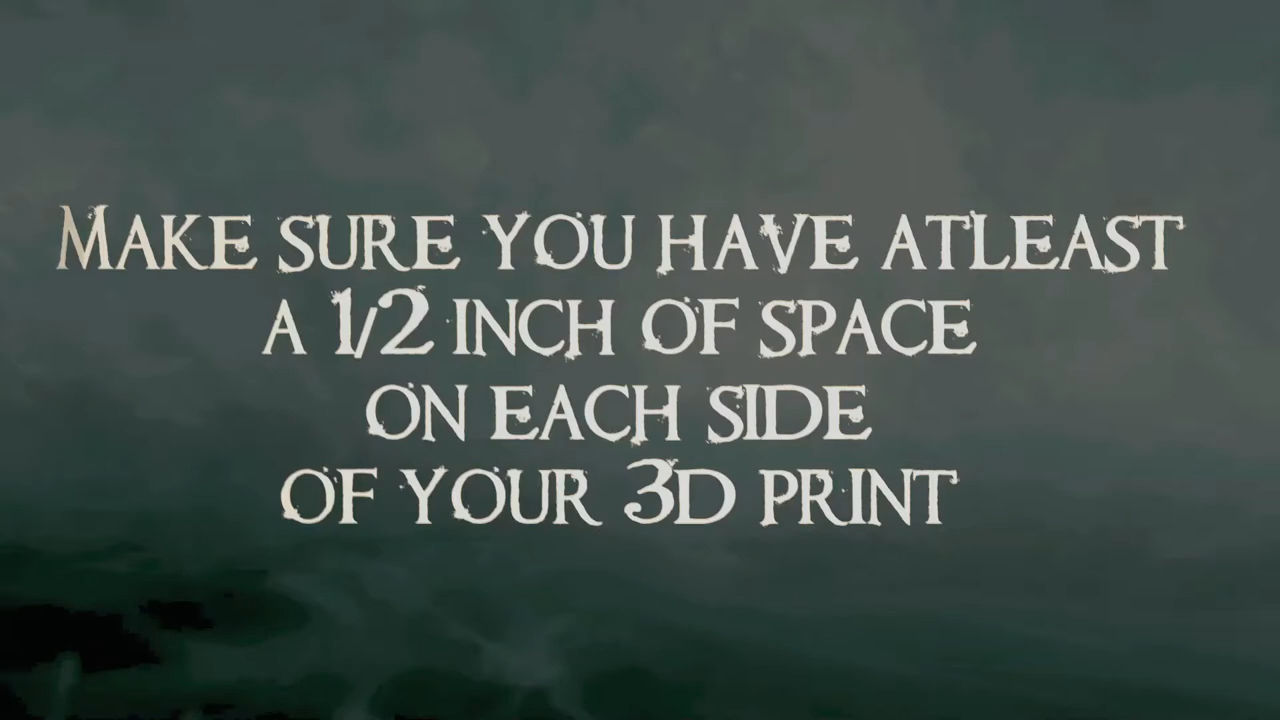 Make sure you have atleast
a 1/2 inch of space
on each side
of your 3D print